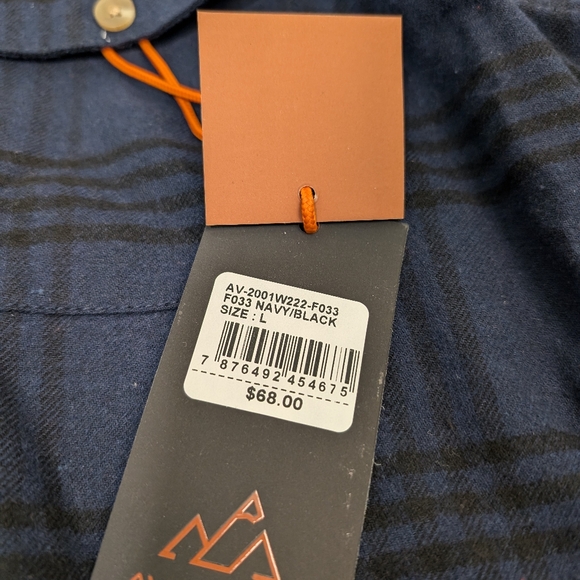 AV-2001W222-F033
F033 NAVY/BLACK
SIZE : L
7 876492 454675
$68.00